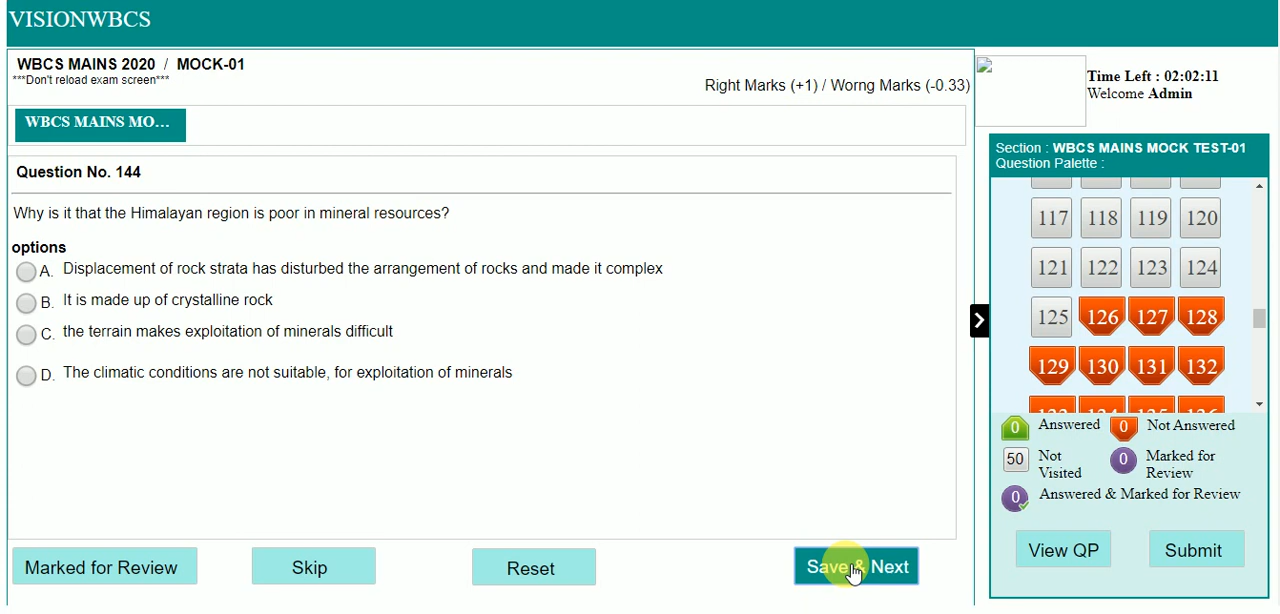 VISIONWBCS
WBCS MAINS 2020 / MOCK-01
***Don't reload exam screen***
Right Marks (+1) / Worng Marks (-0.33)
Time Left : 02:02:11
Welcome Admin
WBCS MAINS MO...
Section : WBCS MAINS MOCK TEST-01
Question Palette :
Question No. 144
Why is it that the Himalayan region is poor in mineral resources?
options
A. Displacement of rock strata has disturbed the arrangement of rocks and made it complex
B. It is made up of crystalline rock
C. the terrain makes exploitation of minerals difficult
D. The climatic conditions are not suitable, for exploitation of minerals
117 118 119 120
121 122 123 124
125 126 127 128
129 130 131 132
0 Answered 0 Not Answered
50 Not Visited 0 Marked for Review
0 Answered & Marked for Review
View QP Submit
Marked for Review Skip Reset Save & Next